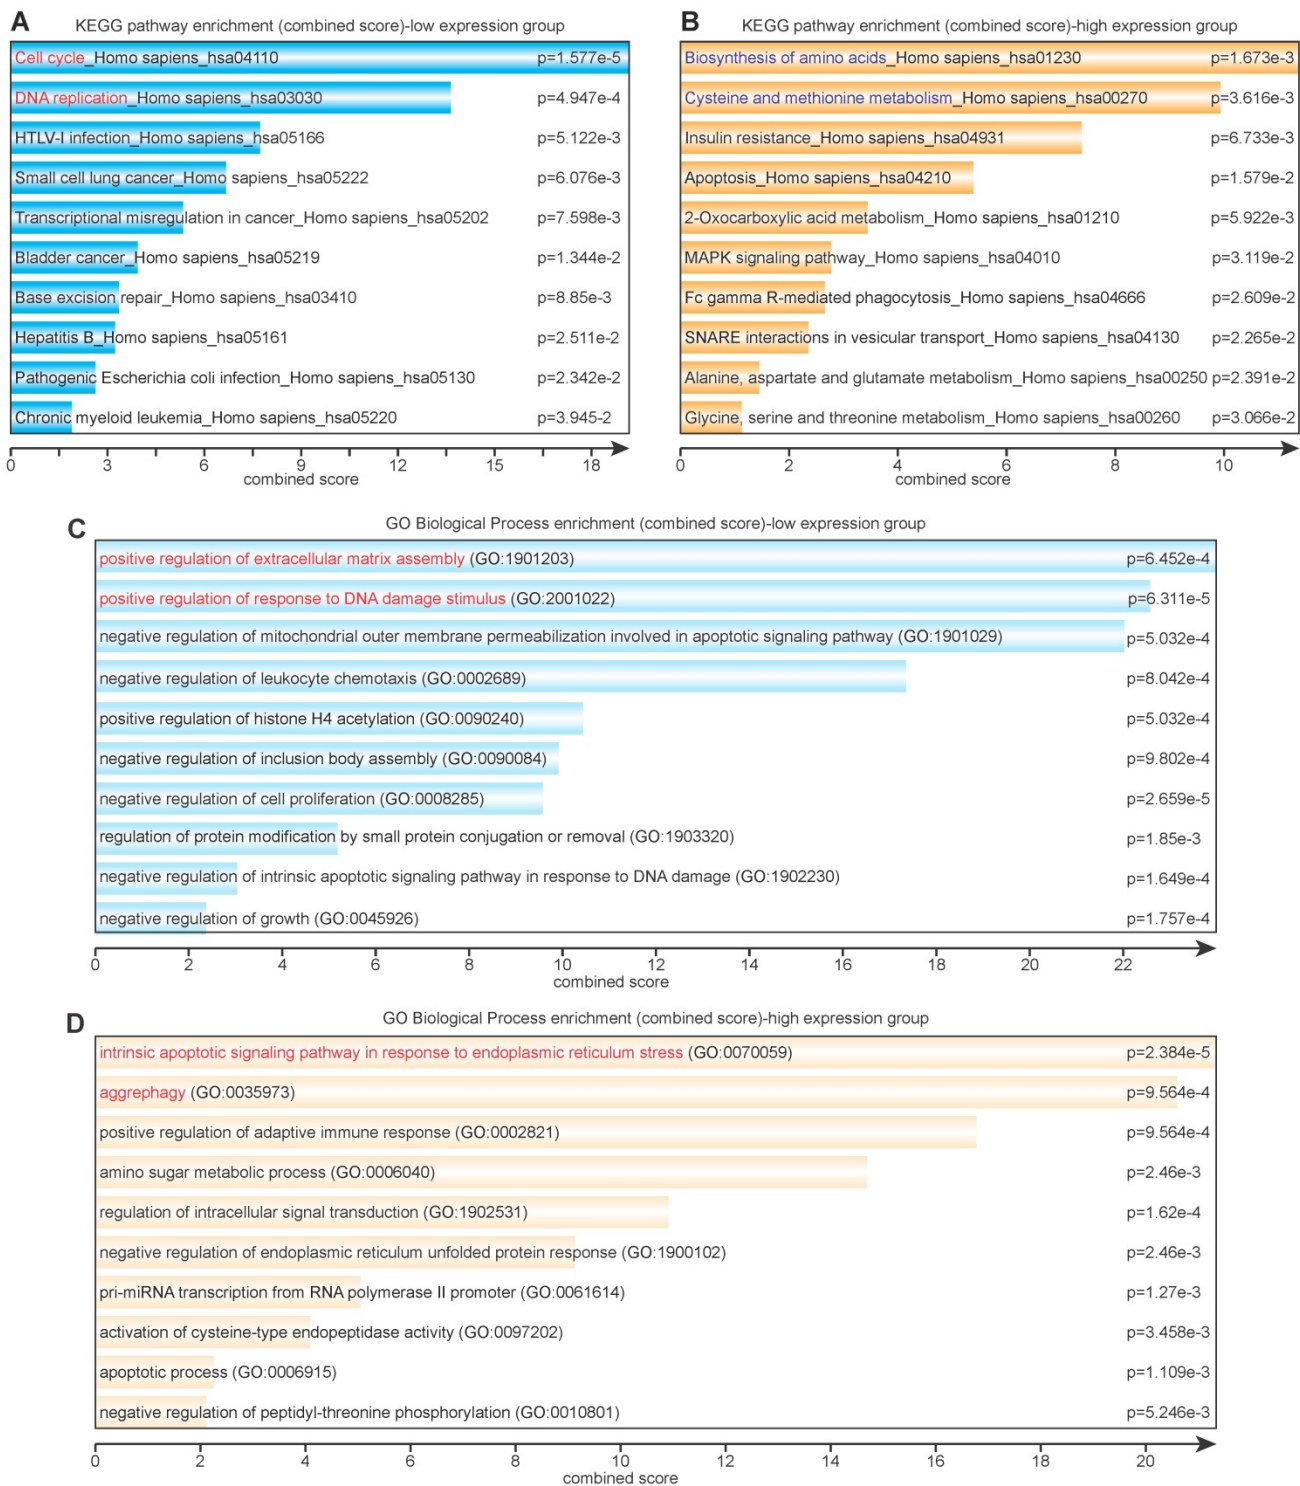 A
KEGG pathway enrichment (combined score)-low expression group
Cell cycle_Homo sapiens_hsa04110 p=1.577e-5
DNA replication_Homo sapiens_hsa03030 p=4.947e-4
HTLV-I infection_Homo sapiens_hsa05166 p=5.122e-3
Small cell lung cancer_Homo sapiens_hsa05222 p=6.076e-3
Transcriptional misregulation in cancer_Homo sapiens_hsa05202 p=7.598e-3
Bladder cancer_Homo sapiens_hsa05219 p=1.344e-2
Base excision repair_Homo sapiens_hsa03410 p=8.85e-3
Hepatitis B_Homo sapiens_hsa05161 p=2.511e-2
Pathogenic Escherichia coli infection_Homo sapiens_hsa05130 p=2.342e-2
Chronic myeloid leukemia_Homo sapiens_hsa05220 p=3.945-2
0 3 6 9 12 15 18
combined score
B
KEGG pathway enrichment (combined score)-high expression group
Biosynthesis of amino acids_Homo sapiens_hsa01230 p=1.673e-3
Cysteine and methionine metabolism_Homo sapiens_hsa00270 p=3.616e-3
Insulin resistance_Homo sapiens_hsa04931 p=6.733e-3
Apoptosis_Homo sapiens_hsa04210 p=1.579e-2
2-Oxocarboxylic acid metabolism_Homo sapiens_hsa01210 p=5.922e-3
MAPK signaling pathway_Homo sapiens_hsa04010 p=3.119e-2
Fc gamma R-mediated phagocytosis_Homo sapiens_hsa04666 p=2.609e-2
SNARE interactions in vesicular transport_Homo sapiens_hsa04130 p=2.265e-2
Alanine, aspartate and glutamate metabolism_Homo sapiens_hsa00250 p=2.391e-2
Glycine, serine and threonine metabolism_Homo sapiens_hsa00260 p=3.066e-2
0 2 4 6 8 10
combined score
C
GO Biological Process enrichment (combined score)-low expression group
positive regulation of extracellular matrix assembly (GO:1901203) p=6.452e-4
positive regulation of response to DNA damage stimulus (GO:2001022) p=6.311e-5
negative regulation of mitochondrial outer membrane permeabilization involved in apoptotic signaling pathway (GO:1901029) p=5.032e-4
negative regulation of leukocyte chemotaxis (GO:0002689) p=8.042e-4
positive regulation of histone H4 acetylation (GO:0090240) p=5.032e-4
negative regulation of inclusion body assembly (GO:0090084) p=9.802e-4
negative regulation of cell proliferation (GO:0008285) p=2.659e-5
regulation of protein modification by small protein conjugation or removal (GO:1903320) p=1.85e-3
negative regulation of intrinsic apoptotic signaling pathway in response to DNA damage (GO:1902230) p=1.649e-4
negative regulation of growth (GO:0045926) p=1.757e-4
0 2 4 6 8 10 12 14 16 18 20 22
combined score
D
GO Biological Process enrichment (combined score)-high expression group
intrinsic apoptotic signaling pathway in response to endoplasmic reticulum stress (GO:0070059) p=2.384e-5
aggrephagy (GO:0035973) p=9.564e-4
positive regulation of adaptive immune response (GO:0002821) p=9.564e-4
amino sugar metabolic process (GO:0006040) p=2.46e-3
regulation of intracellular signal transduction (GO:1902531) p=1.62e-4
negative regulation of endoplasmic reticulum unfolded protein response (GO:1900102) p=2.46e-3
pri-miRNA transcription from RNA polymerase II promoter (GO:0061614) p=1.27e-3
activation of cysteine-type endopeptidase activity (GO:0097202) p=3.458e-3
apoptotic process (GO:0006915) p=1.109e-3
negative regulation of peptidyl-threonine phosphorylation (GO:0010801) p=5.246e-3
0 2 4 6 8 10 12 14 16 18 20
combined score